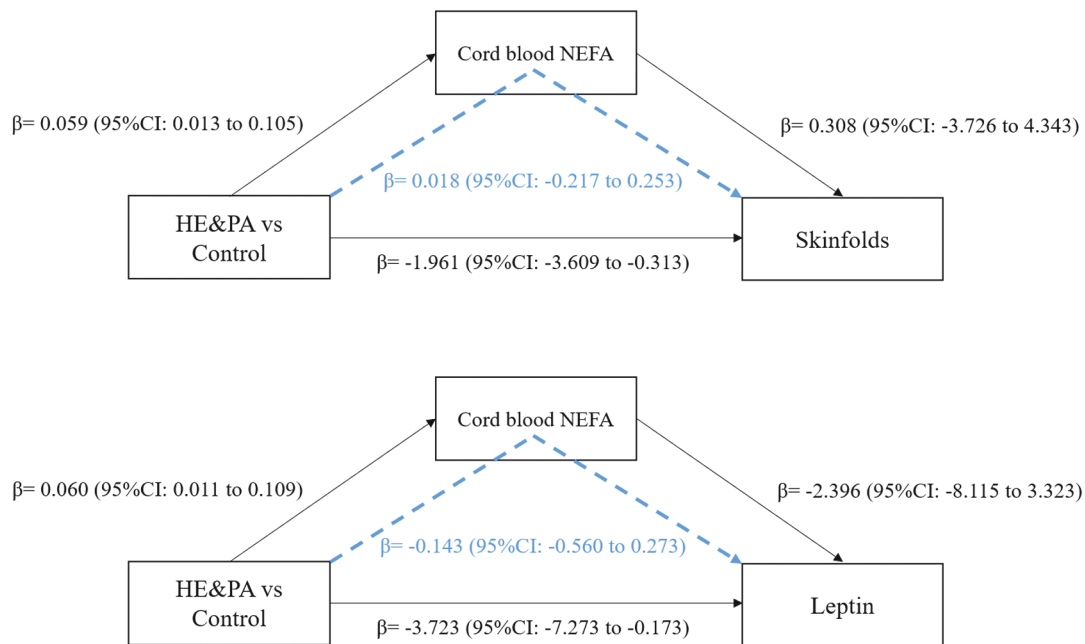 Cord blood NEFA
β= 0.059 (95%CI: 0.013 to 0.105)
β= 0.308 (95%CI: -3.726 to 4.343)
β= 0.018 (95%CI: -0.217 to 0.253)
HE&PA vs
Control
Skinfolds
β= -1.961 (95%CI: -3.609 to -0.313)
Cord blood NEFA
β= 0.060 (95%CI: 0.011 to 0.109)
β= -2.396 (95%CI: -8.115 to 3.323)
β= -0.143 (95%CI: -0.560 to 0.273)
HE&PA vs
Control
Leptin
β= -3.723 (95%CI: -7.273 to -0.173)